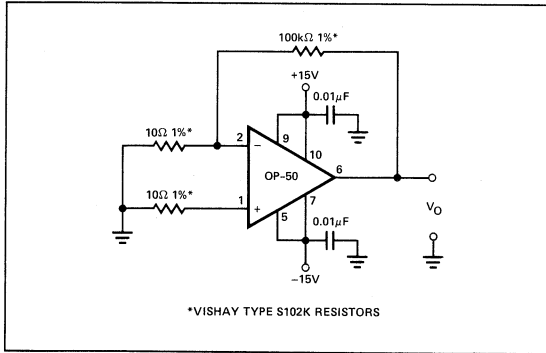 100kΩ 1%*
+15V
0.01μF
10Ω 1%*
2
−
9
10
OP-50
6
10Ω 1%*
1
+
5
7
VO
0.01μF
−15V
*VISHAY TYPE S102K RESISTORS